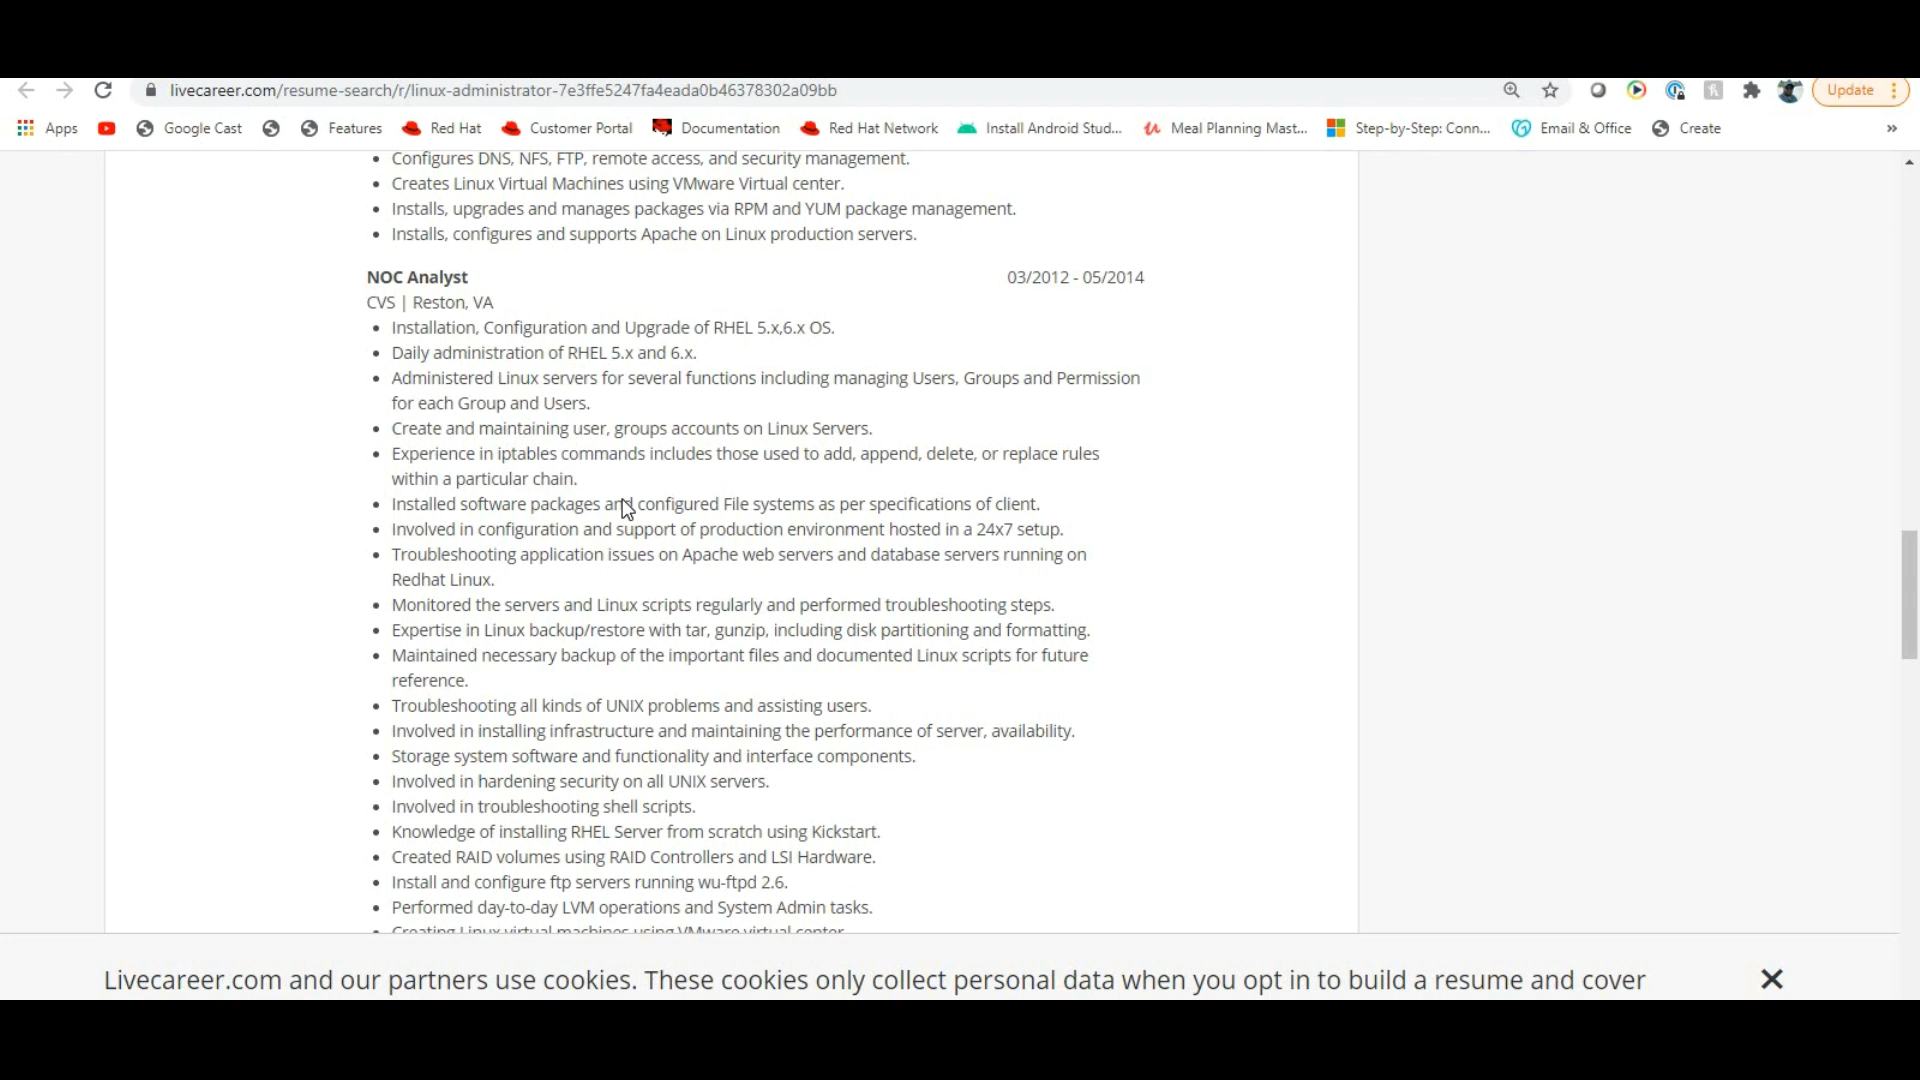 livecareer.com/resume-search/r/linux-administrator-7e3ffe5247fa4eada0b46378302a09bb
Update
Apps Google Cast Features Red Hat Customer Portal Documentation Red Hat Network Install Android Stud... Meal Planning Mast... Step-by-Step: Conn... Email & Office Create »
• Configures DNS, NFS, FTP, remote access, and security management.
• Creates Linux Virtual Machines using VMware Virtual center.
• Installs, upgrades and manages packages via RPM and YUM package management.
• Installs, configures and supports Apache on Linux production servers.
NOC Analyst 03/2012 - 05/2014
CVS | Reston, VA
• Installation, Configuration and Upgrade of RHEL 5.x,6.x OS.
• Daily administration of RHEL 5.x and 6.x.
• Administered Linux servers for several functions including managing Users, Groups and Permission
for each Group and Users.
• Create and maintaining user, groups accounts on Linux Servers.
• Experience in iptables commands includes those used to add, append, delete, or replace rules
within a particular chain.
• Installed software packages and configured File systems as per specifications of client.
• Involved in configuration and support of production environment hosted in a 24x7 setup.
• Troubleshooting application issues on Apache web servers and database servers running on
Redhat Linux.
• Monitored the servers and Linux scripts regularly and performed troubleshooting steps.
• Expertise in Linux backup/restore with tar, gunzip, including disk partitioning and formatting.
• Maintained necessary backup of the important files and documented Linux scripts for future
reference.
• Troubleshooting all kinds of UNIX problems and assisting users.
• Involved in installing infrastructure and maintaining the performance of server, availability.
• Storage system software and functionality and interface components.
• Involved in hardening security on all UNIX servers.
• Involved in troubleshooting shell scripts.
• Knowledge of installing RHEL Server from scratch using Kickstart.
• Created RAID volumes using RAID Controllers and LSI Hardware.
• Install and configure ftp servers running wu-ftpd 2.6.
• Performed day-to-day LVM operations and System Admin tasks.
• Creating Linux virtual machines using VMware virtual center.
Livecareer.com and our partners use cookies. These cookies only collect personal data when you opt in to build a resume and cover